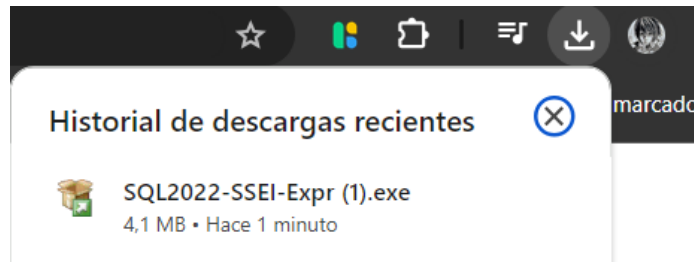 marcado
Historial de descargas recientes
SQL2022-SSEI-Expr (1).exe
4,1 MB • Hace 1 minuto